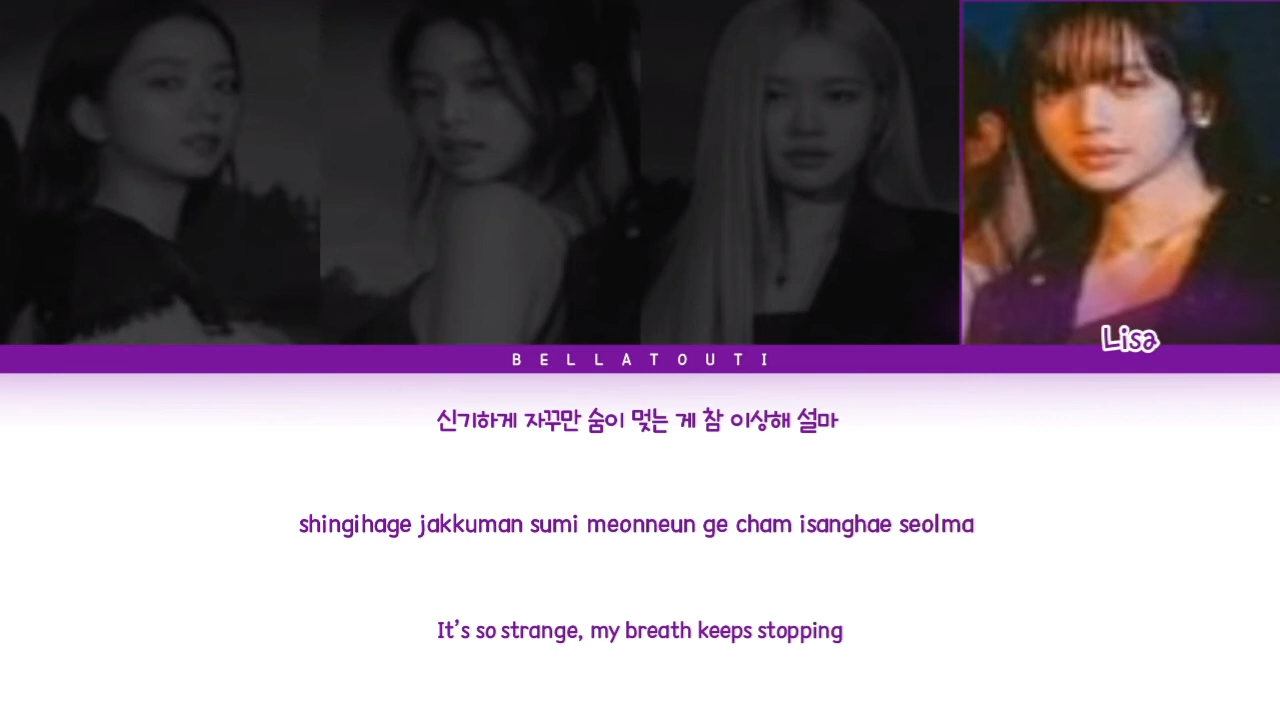 Lisa
BELLATOUTI
신기하게 자꾸만 숨이 멎는 게 참 이상해 설마
shingihage jakkuman sumi meonneun ge cham isanghae seolma
It's so strange, my breath keeps stopping